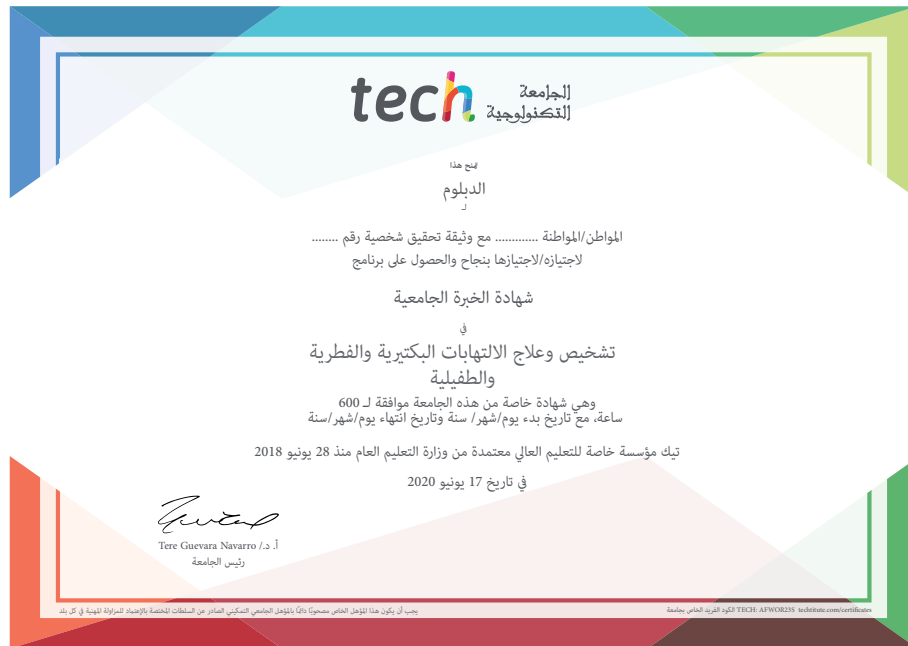 tech الجامعة
التكنولوجية
يمنح هذا
الدبلوم
لـ
المواطن/المواطنة ............. مع وثيقة تحقيق شخصية رقم ........
لاجتيازه/لاجتيازها بنجاح والحصول على برنامج
شهادة الخبرة الجامعية
في
تشخيص وعلاج الالتهابات البكتيرية والفطرية
والطفيلية
وهي شهادة خاصة من هذه الجامعة موافقة لـ 600
ساعة، مع تاريخ بدء يوم/شهر/ سنة وتاريخ انتهاء يوم/شهر/سنة
تيك مؤسسة خاصة للتعليم العالي معتمدة من وزارة التعليم العام منذ 28 يونيو 2018
في تاريخ 17 يونيو 2020
أ. د./ Tere Guevara Navarro
رئيس الجامعة
يجب أن يكون هذا المؤهل الخاص مصحوبًا دائمًا بالمؤهل الجامعي التمكيني الصادر عن السلطات المختصة بالإعتماد للمزاولة المهنية في كل بلد
الكود الفريد الخاص بجامعة TECH: AFWOR23S techtitute.com/certificates